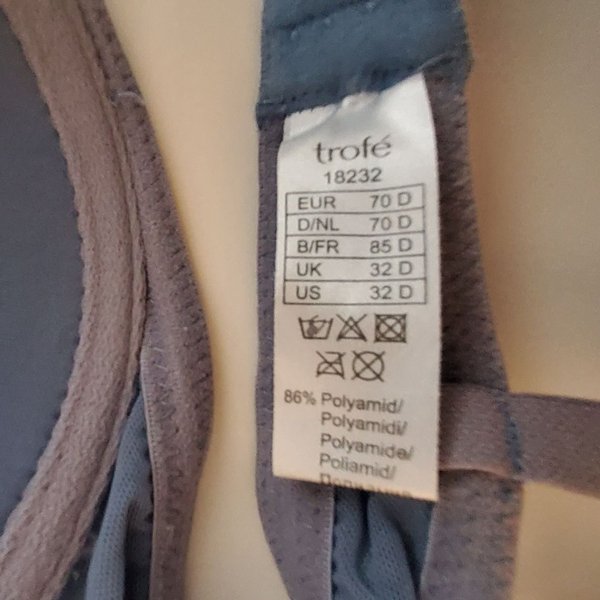 trofé
18232
EUR 70 D
D/NL 70 D
B/FR 85 D
UK 32 D
US 32 D
86% Polyamid/
Polyamidi/
Polyamide/
Poliamid/